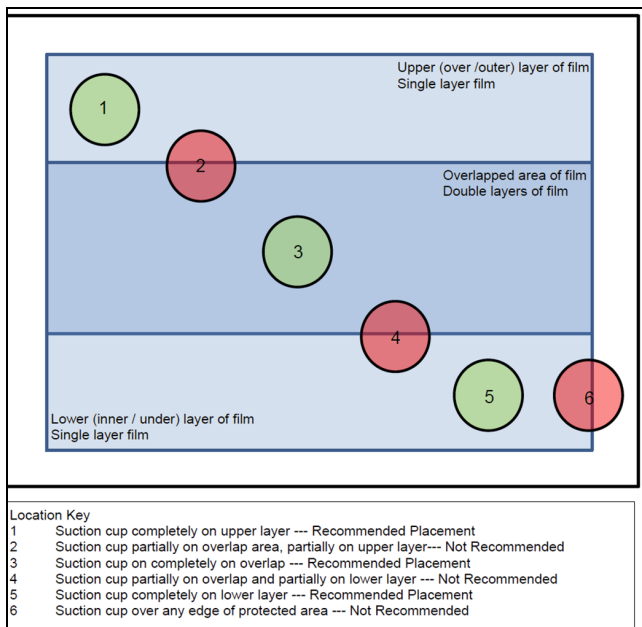 Upper (over /outer) layer of film
Single layer film
1
2
Overlapped area of film
Double layers of film
3
4
5
6
Lower (inner / under) layer of film
Single layer film
Location Key
1 Suction cup completely on upper layer --- Recommended Placement
2 Suction cup partially on overlap area, partially on upper layer--- Not Recommended
3 Suction cup on completely on overlap --- Recommended Placement
4 Suction cup partially on overlap and partially on lower layer --- Not Recommended
5 Suction cup completely on lower layer --- Recommended Placement
6 Suction cup over any edge of protected area --- Not Recommended